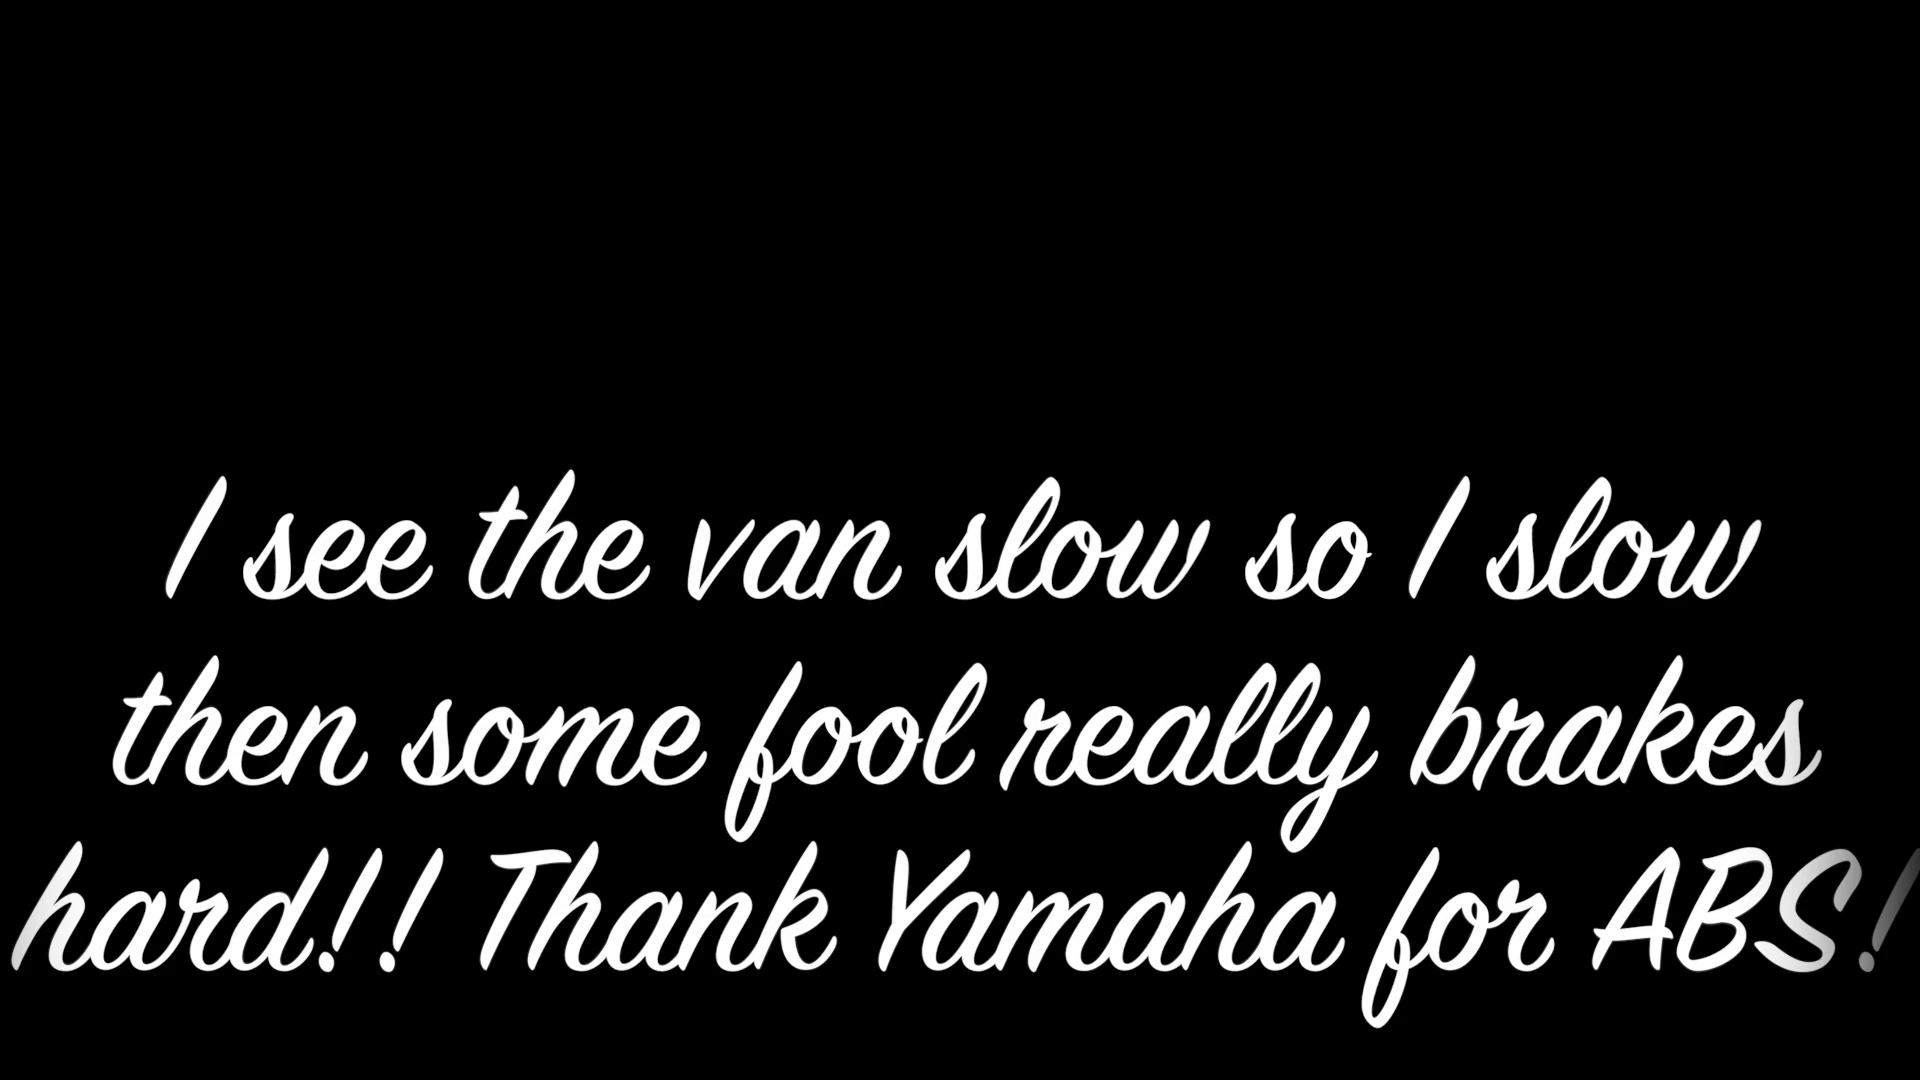 I see the van slow so I slow
then some fool really brakes
hard!! Thank Yamaha for ABS!